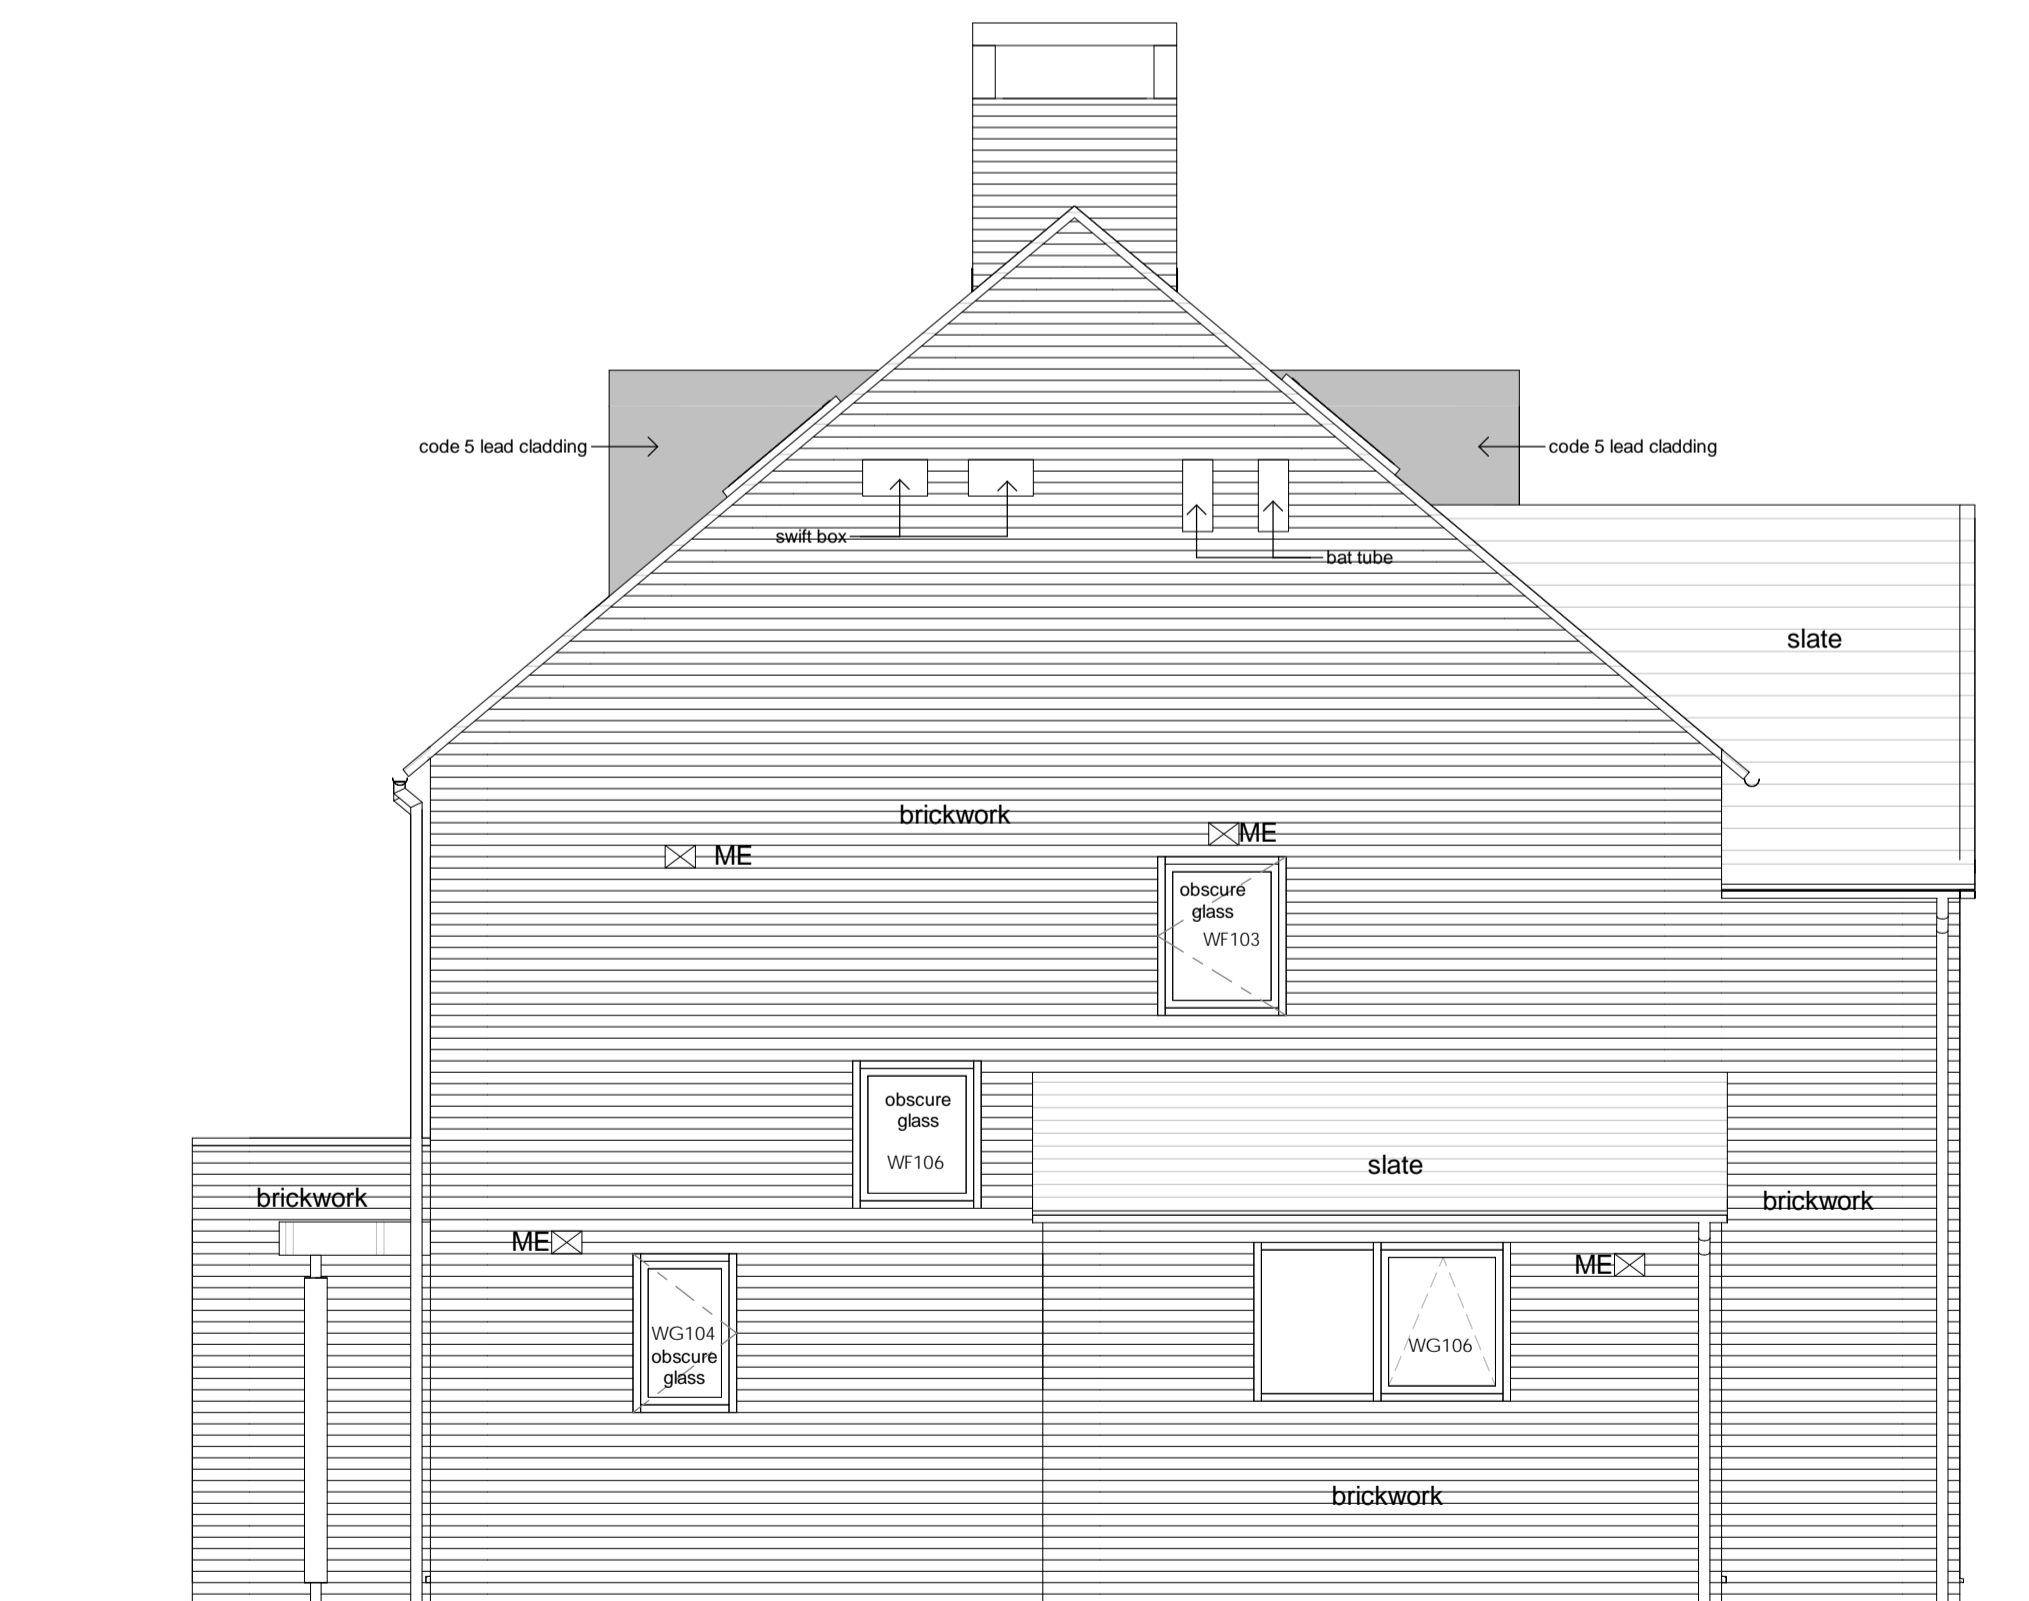 code 5 lead cladding
code 5 lead cladding
swift box
bat tube
slate
brickwork
ME
ME
obscure
glass
WF103
obscure
glass
WF106
slate
brickwork
brickwork
ME
ME
WG104
obscure
glass
WG106
brickwork